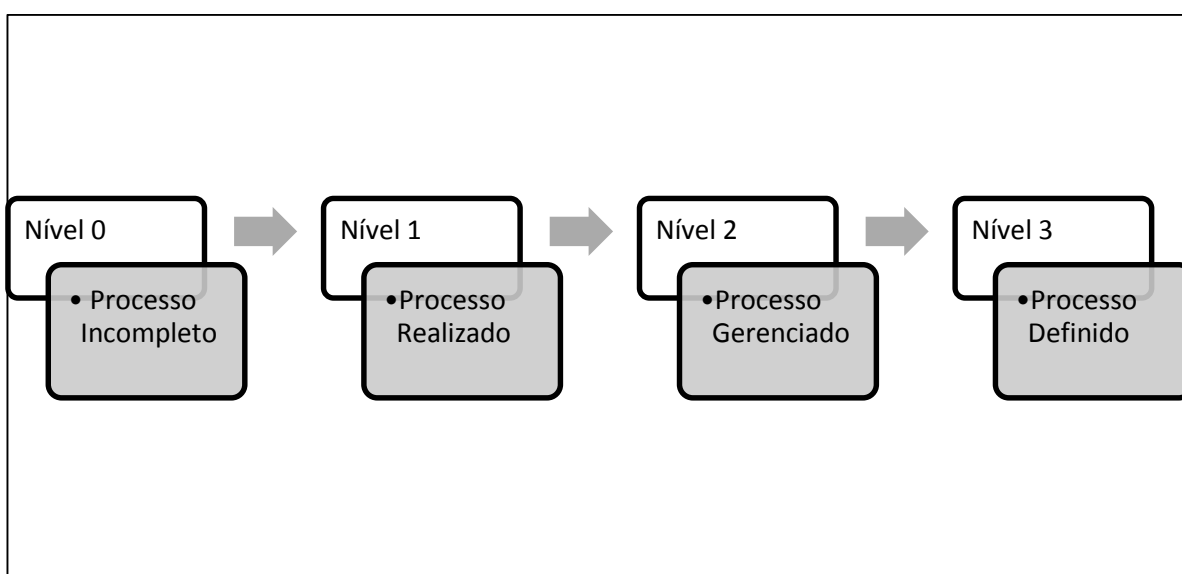 Nível 0
• Processo
Incompleto
Nível 1
•Processo
Realizado
Nível 2
•Processo
Gerenciado
Nível 3
•Processo
Definido